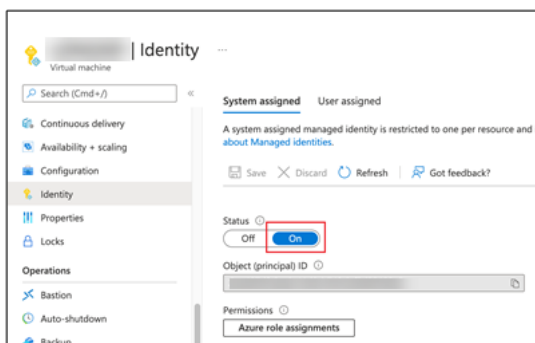 | Identity ...
Virtual machine
Search (Cmd+/)
«
Continuous delivery
Availability + scaling
Configuration
Identity
Properties
Locks
Operations
Bastion
Auto-shutdown
Backup
System assigned User assigned
A system assigned managed identity is restricted to one per resource and
about Managed identities.
Save Discard Refresh Got feedback?
Status
Off On
Object (principal) ID
Permissions
Azure role assignments